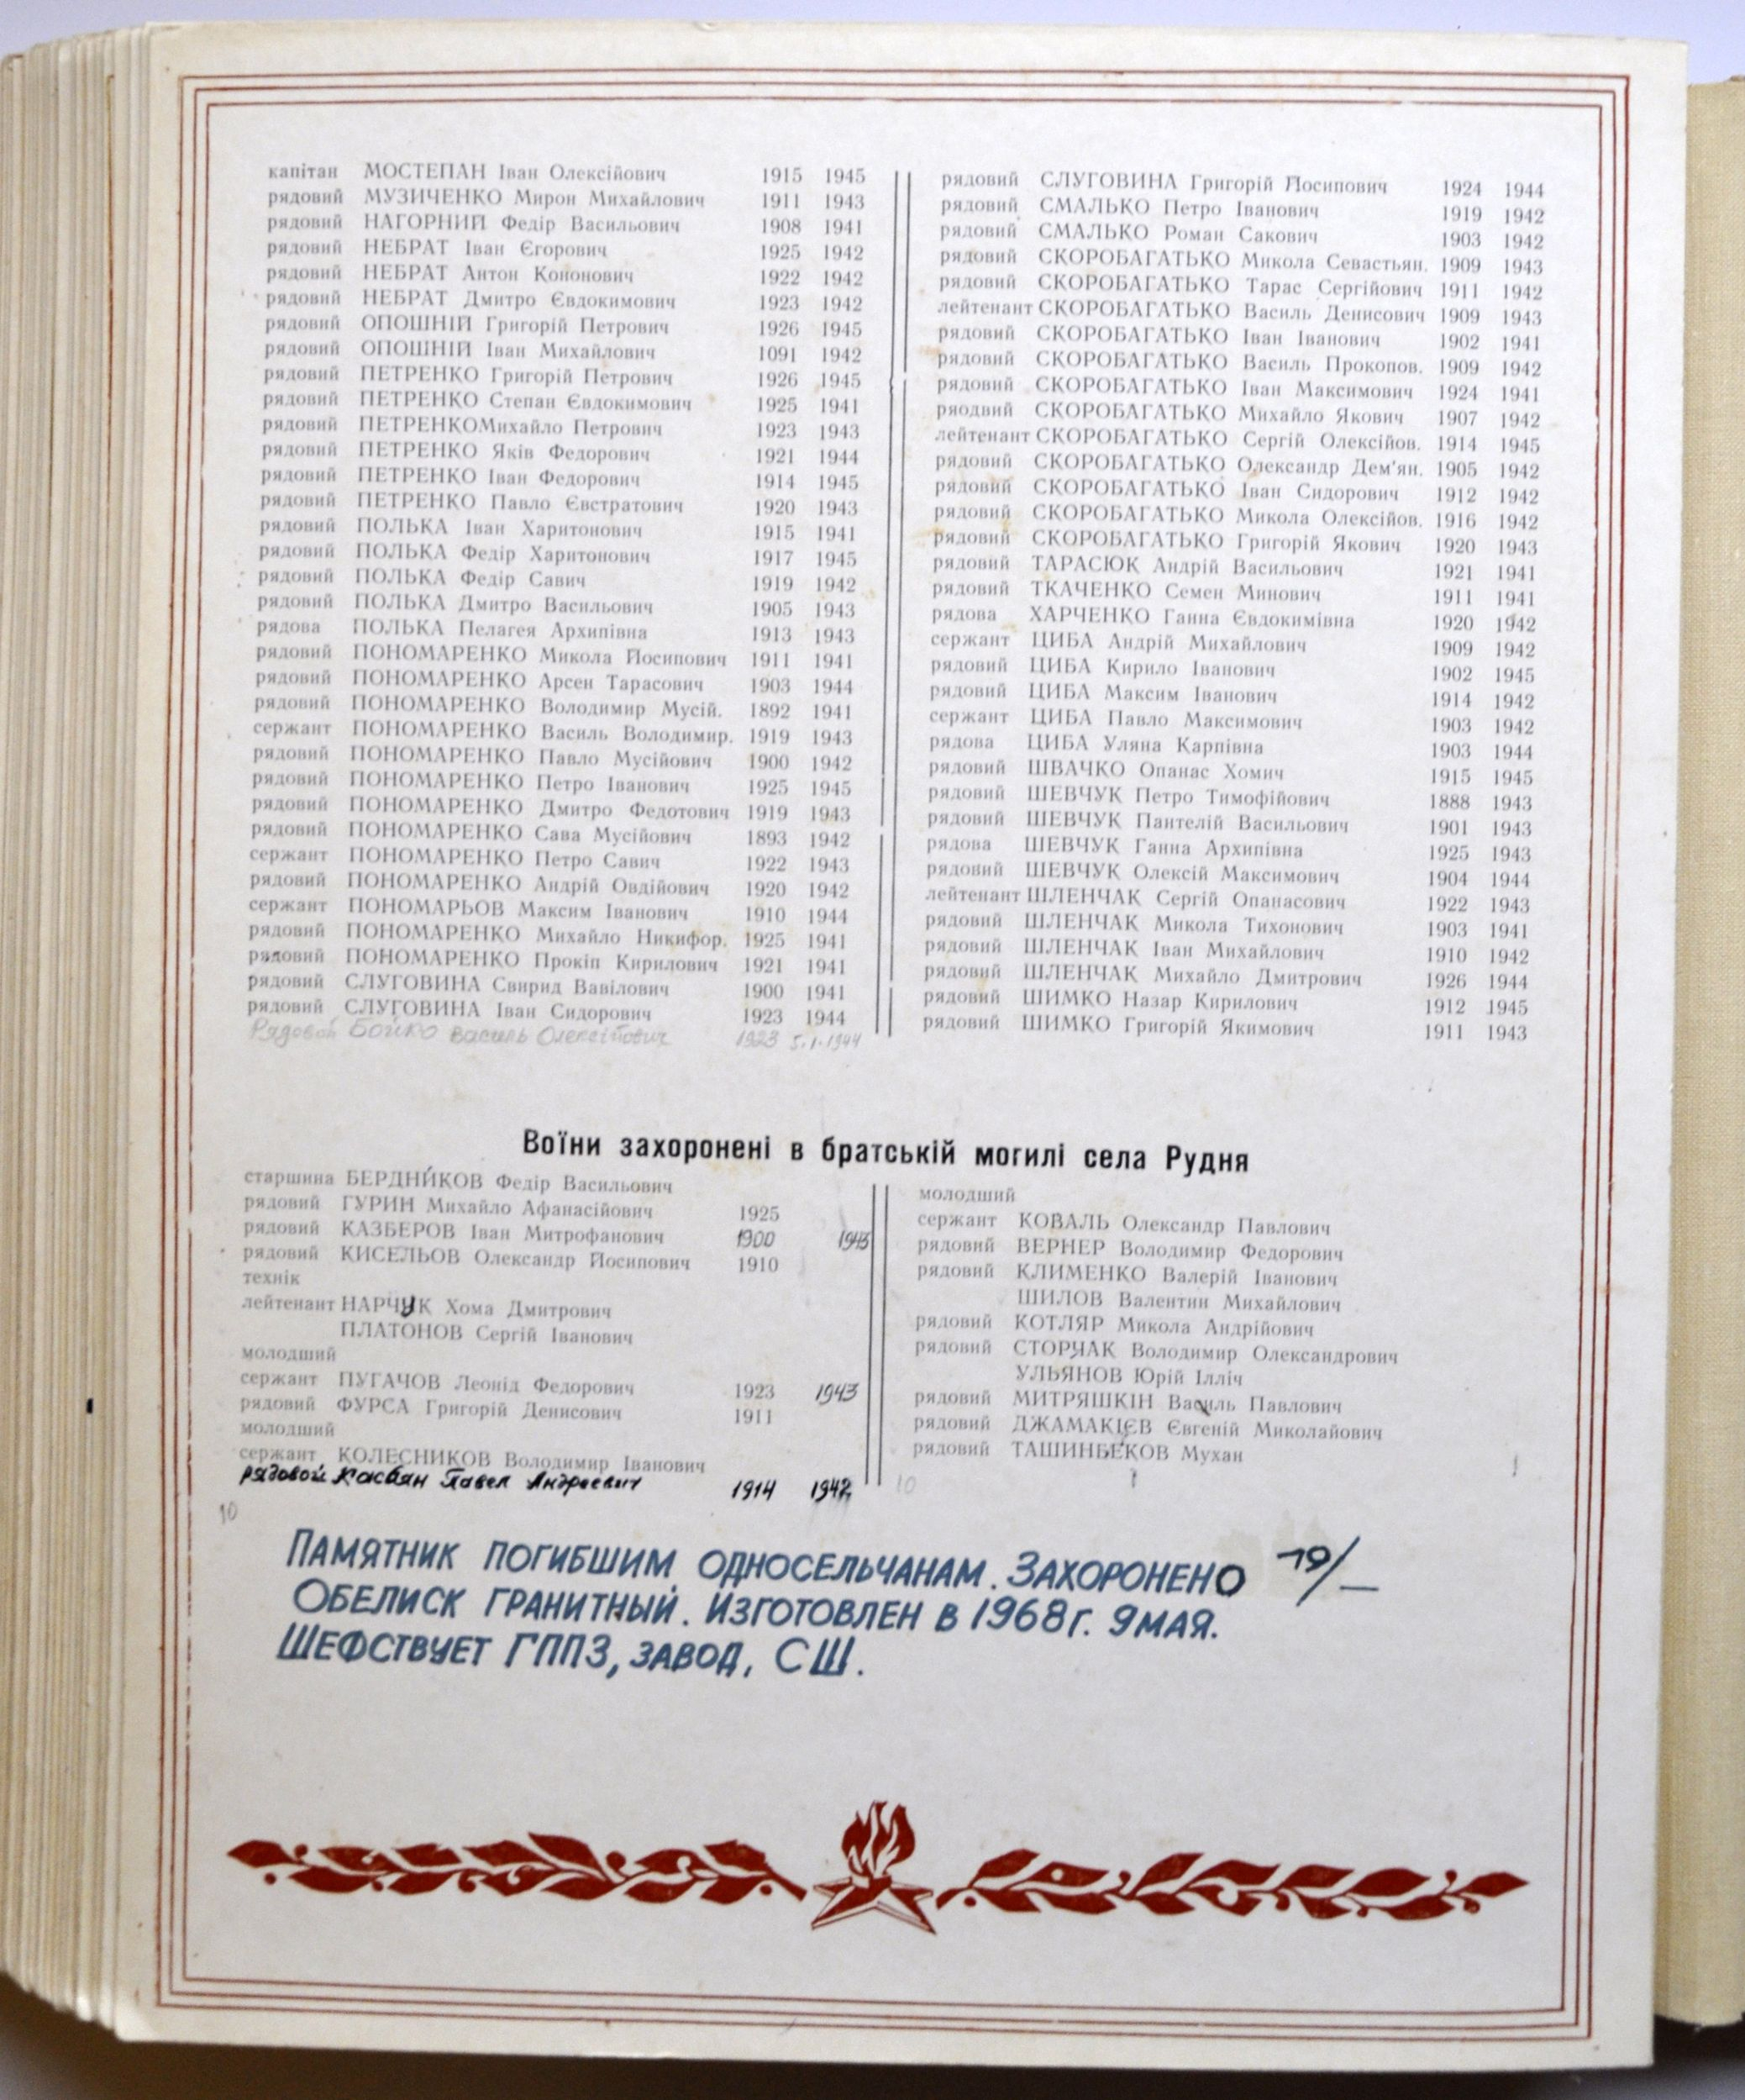 капітан МОСТЕПАН Іван Олексійович 1915 1945
рядовий МУЗИЧЕНКО Мирон Михайлович 1911 1943
рядовий НАГОРНИЙ Федір Васильович 1908 1941
рядовий НЕБРАТ Іван Єгорович 1925 1942
рядовий НЕБРАТ Антон Кононович 1922 1942
рядовий НЕБРАТ Дмитро Євдокимович 1923 1942
рядовий ОПОШНІЙ Григорій Петрович 1926 1945
рядовий ОПОШНІЙ Іван Михайлович 1091 1942
рядовий ПЕТРЕНКО Григорій Петрович 1926 1945
рядовий ПЕТРЕНКО Степан Євдокимович 1925 1941
рядовий ПЕТРЕНКОМихайло Петрович 1923 1943
рядовий ПЕТРЕНКО Яків Федорович 1921 1944
рядовий ПЕТРЕНКО Іван Федорович 1914 1945
рядовий ПЕТРЕНКО Павло Євстратович 1920 1943
рядовий ПОЛЬКА Іван Харитонович 1915 1941
рядовий ПОЛЬКА Федір Харитонович 1917 1945
рядовий ПОЛЬКА Федір Савич 1919 1942
рядовий ПОЛЬКА Дмитро Васильович 1905 1943
рядова ПОЛЬКА Пелагея Архипівна 1913 1943
рядовий ПОНОМАРЕНКО Микола Йосипович 1911 1941
рядовий ПОНОМАРЕНКО Арсен Тарасович 1903 1944
рядовий ПОНОМАРЕНКО Володимир Мусій. 1892 1941
сержант ПОНОМАРЕНКО Василь Володимир. 1919 1943
рядовий ПОНОМАРЕНКО Павло Мусійович 1900 1942
рядовий ПОНОМАРЕНКО Петро Іванович 1925 1945
рядовий ПОНОМАРЕНКО Дмитро Федотович 1919 1943
рядовий ПОНОМАРЕНКО Сава Мусійович 1893 1942
сержант ПОНОМАРЕНКО Петро Савич 1922 1943
рядовий ПОНОМАРЕНКО Андрій Овдійович 1920 1942
сержант ПОНОМАРЬОВ Максим Іванович 1910 1944
рядовий ПОНОМАРЕНКО Михайло Никифор. 1925 1941
рядовий ПОНОМАРЕНКО Прокіп Кирилович 1921 1941
рядовий СЛУГОВИНА Свирид Вавілович 1900 1941
рядовий СЛУГОВИНА Іван Сидорович 1923 1944
Рядовой Бойко Василь Олексійович 1923 5.1.1944
рядовий СЛУГОВИНА Григорій Йосипович 1924 1944
рядовий СМАЛЬКО Петро Іванович 1919 1942
рядовий СМАЛЬКО Роман Сакович 1903 1942
рядовий СКОРОБАГАТЬКО Микола Севастьян. 1909 1943
рядовий СКОРОБАГАТЬКО Тарас Сергійович 1911 1942
лейтенант СКОРОБАГАТЬКО Василь Денисович 1909 1943
рядовий СКОРОБАГАТЬКО Іван Іванович 1902 1941
рядовий СКОРОБАГАТЬКО Василь Прокопов. 1909 1942
рядовий СКОРОБАГАТЬКО Іван Максимович 1924 1941
ряодвий СКОРОБАГАТЬКО Михайло Якович 1907 1942
лейтенант СКОРОБАГАТЬКО Сергій Олексійов. 1914 1945
рядовий СКОРОБАГАТЬКО Олександр Дем'ян. 1905 1942
рядовий СКОРОБАГАТЬКО Іван Сидорович 1912 1942
рядовий СКОРОБАГАТЬКО Микола Олексійов. 1916 1942
рядовий СКОРОБАГАТЬКО Григорій Якович 1920 1943
рядовий ТАРАСЮК Андрій Васильович 1921 1941
рядовий ТКАЧЕНКО Семен Минович 1911 1941
рядова ХАРЧЕНКО Ганна Євдокимівна 1920 1942
сержант ЦИБА Андрій Михайлович 1909 1942
рядовий ЦИБА Кирило Іванович 1902 1945
рядовий ЦИБА Максим Іванович 1914 1942
сержант ЦИБА Павло Максимович 1903 1942
рядова ЦИБА Уляна Карпівна 1903 1944
рядовий ШВАЧКО Опанас Хомич 1915 1945
рядовий ШЕВЧУК Петро Тимофійович 1888 1943
рядовий ШЕВЧУК Пантелій Васильович 1901 1943
рядова ШЕВЧУК Ганна Архипівна 1925 1943
рядовий ШЕВЧУК Олексій Максимович 1904 1944
лейтенант ШЛЕНЧАК Сергій Опанасович 1922 1943
рядовий ШЛЕНЧАК Микола Тихонович 1903 1941
рядовий ШЛЕНЧАК Іван Михайлович 1910 1942
рядовий ШЛЕНЧАК Михайло Дмитрович 1926 1944
рядовий ШИМКО Назар Кирилович 1912 1945
рядовий ШИМКО Григорій Якимович 1911 1943
Воїни захоронені в братській могилі села Рудня
старшина БЕРДНИКОВ Федір Васильович
рядовий ГУРИН Михайло Афанасійович 1925
рядовий КАЗБЕРОВ Іван Митрофанович 1900 1943
рядовий КИСЕЛЬОВ Олександр Йосипович 1910
технік
лейтенант НАРЧУК Хома Дмитрович
ПЛАТОНОВ Сергій Іванович
молодший
сержант ПУГАЧОВ Леонід Федорович 1923 1943
рядовий ФУРСА Григорій Денисович 1911
молодший
сержант КОЛЕСНИКОВ Володимир Іванович
рядовой Касьян Павел Андреевич 1914 1942
10
молодший
сержант КОВАЛЬ Олександр Павлович
рядовий ВЕРНЕР Володимир Федорович
рядовий КЛИМЕНКО Валерій Іванович
ШИЛОВ Валентин Михайлович
рядовий КОТЛЯР Микола Андрійович
рядовий СТОРЧАК Володимир Олександрович
УЛЬЯНОВ Юрій Ілліч
рядовий МИТРЯШКІН Василь Павлович
рядовий ДЖАМАКІЄВ Євгеній Миколайович
рядовий ТАШИНБЕКОВ Мухан
10
ПАМЯТНИК ПОГИБШИМ ОДНОСЕЛЬЧАНАМ. ЗАХОРОНЕНО 19/—
ОБЕЛИСК ГРАНИТНЫЙ. ИЗГОТОВЛЕН В 1968 Г. 9 МАЯ.
ШЕФСТВУЕТ ГППЗ, ЗАВОД, СШ.